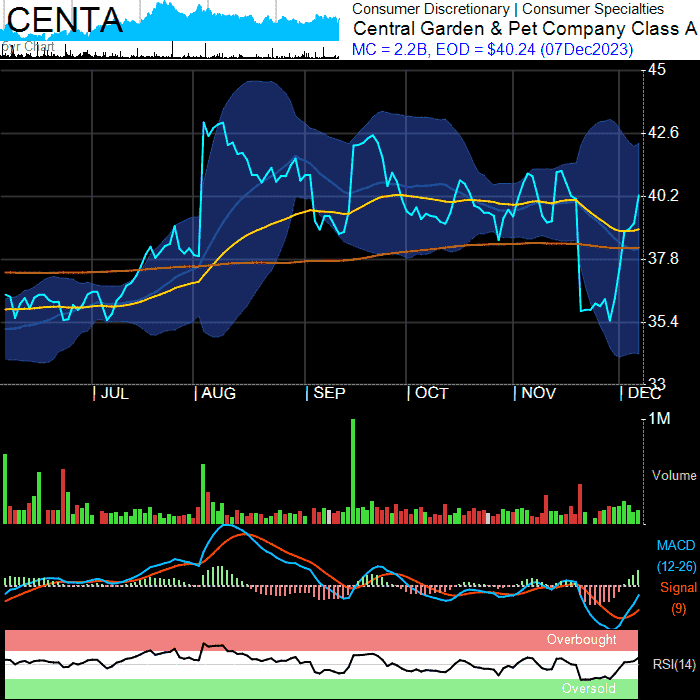 CENTA
5yr Chart
Consumer Discretionary | Consumer Specialties
Central Garden & Pet Company Class A
MC = 2.2B, EOD = $40.24 (07Dec2023)
45
42.6
40.2
37.8
35.4
33
| JUL | AUG | SEP | OCT | NOV | DEC
1M
Volume
MACD
(12-26)
Signal
(9)
Overbought
RSI(14)
Oversold